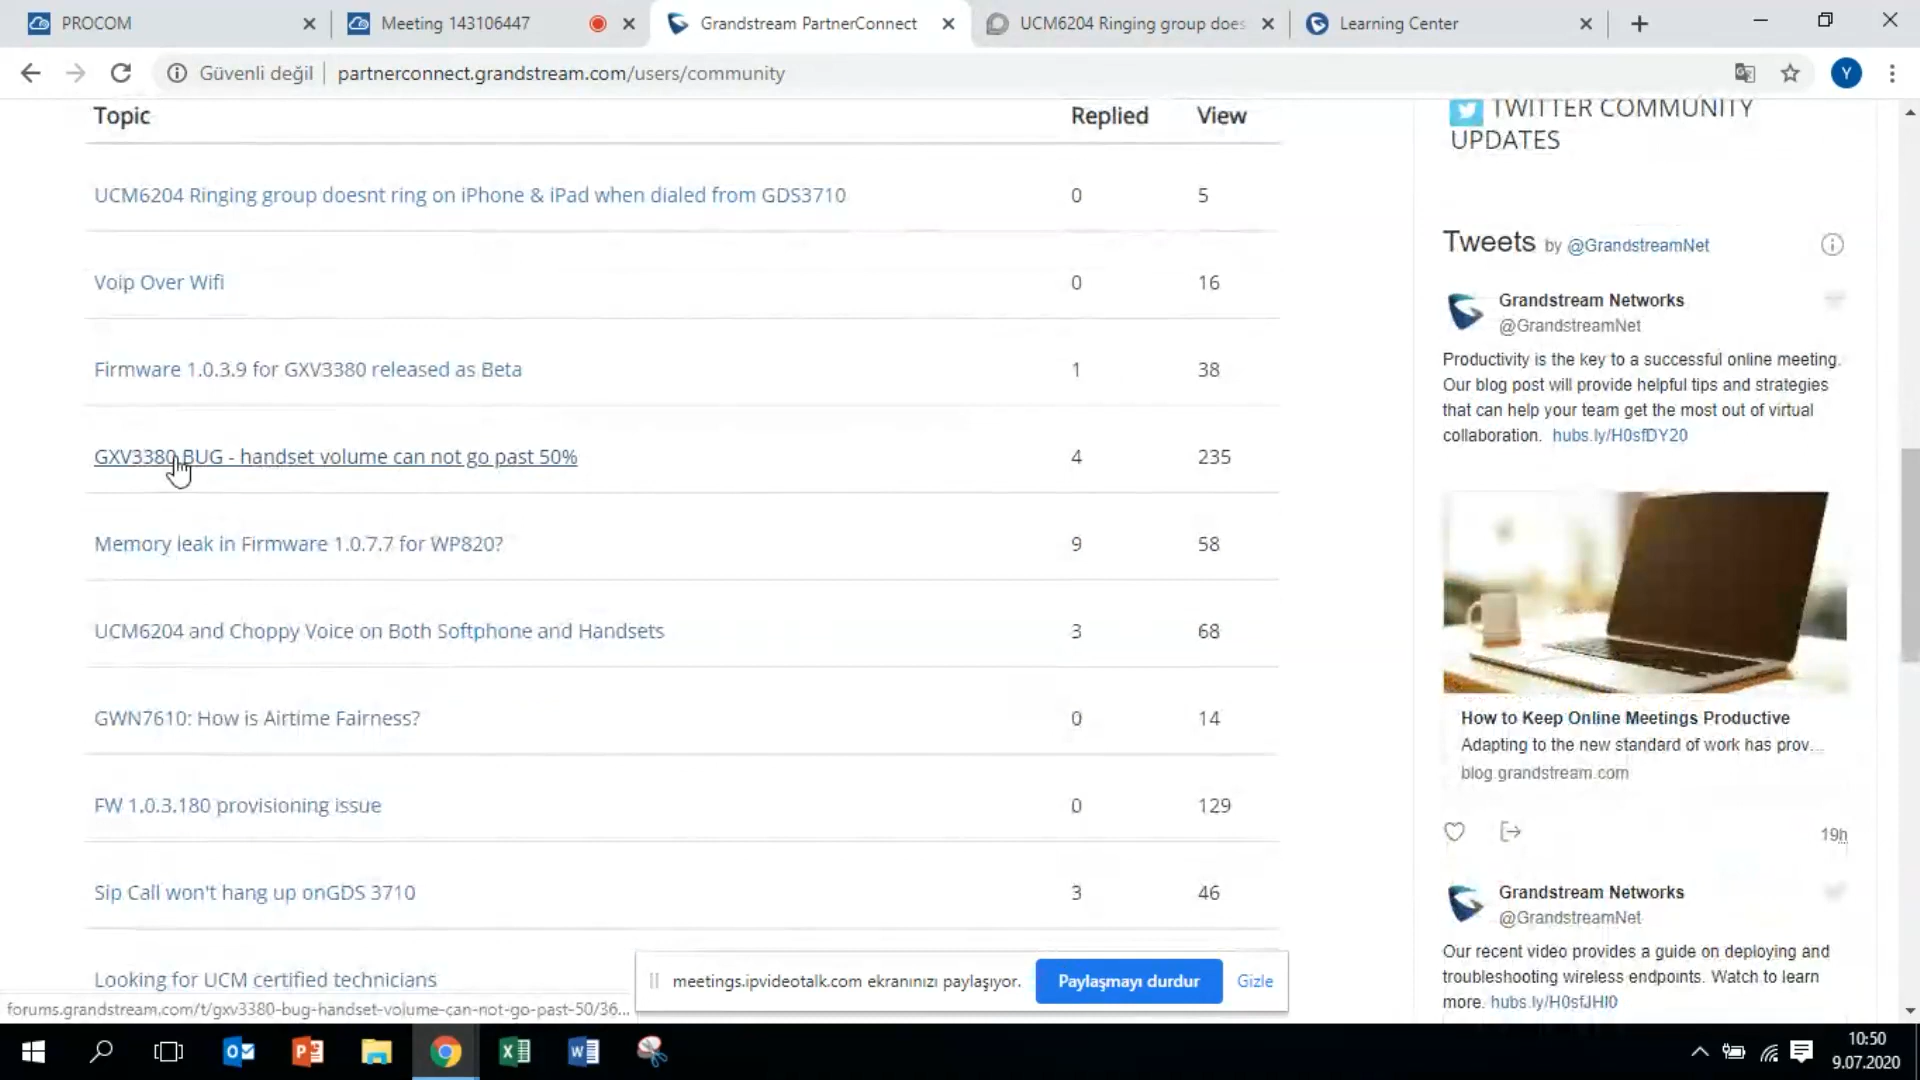 PROCOM
Meeting 143106447
Grandstream PartnerConnect
UCM6204 Ringing group does
Learning Center
Güvenli değil
partnerconnect.grandstream.com/users/community
Y
Topic
Replied
View
UCM6204 Ringing group doesnt ring on iPhone & iPad when dialed from GDS3710
0
5
Voip Over Wifi
0
16
Firmware 1.0.3.9 for GXV3380 released as Beta
1
38
GXV3380 BUG - handset volume can not go past 50%
4
235
Memory leak in Firmware 1.0.7.7 for WP820?
9
58
UCM6204 and Choppy Voice on Both Softphone and Handsets
3
68
GWN7610: How is Airtime Fairness?
0
14
FW 1.0.3.180 provisioning issue
0
129
Sip Call won't hang up onGDS 3710
3
46
Looking for UCM certified technicians
TWITTER COMMUNITY
UPDATES
Tweets by @GrandstreamNet
Grandstream Networks
@GrandstreamNet
Productivity is the key to a successful online meeting.
Our blog post will provide helpful tips and strategies
that can help your team get the most out of virtual
collaboration. hubs.ly/H0sfDY20
How to Keep Online Meetings Productive
Adapting to the new standard of work has prov...
blog.grandstream.com
19h
Grandstream Networks
@GrandstreamNet
Our recent video provides a guide on deploying and
troubleshooting wireless endpoints. Watch to learn
more. hubs.ly/H0sfJHl0
meetings.ipvideotalk.com ekranınızı paylaşıyor.
Paylaşmayı durdur
Gizle
forums.grandstream.com/t/gxv3380-bug-handset-volume-can-not-go-past-50/36...
10:50
9.07.2020